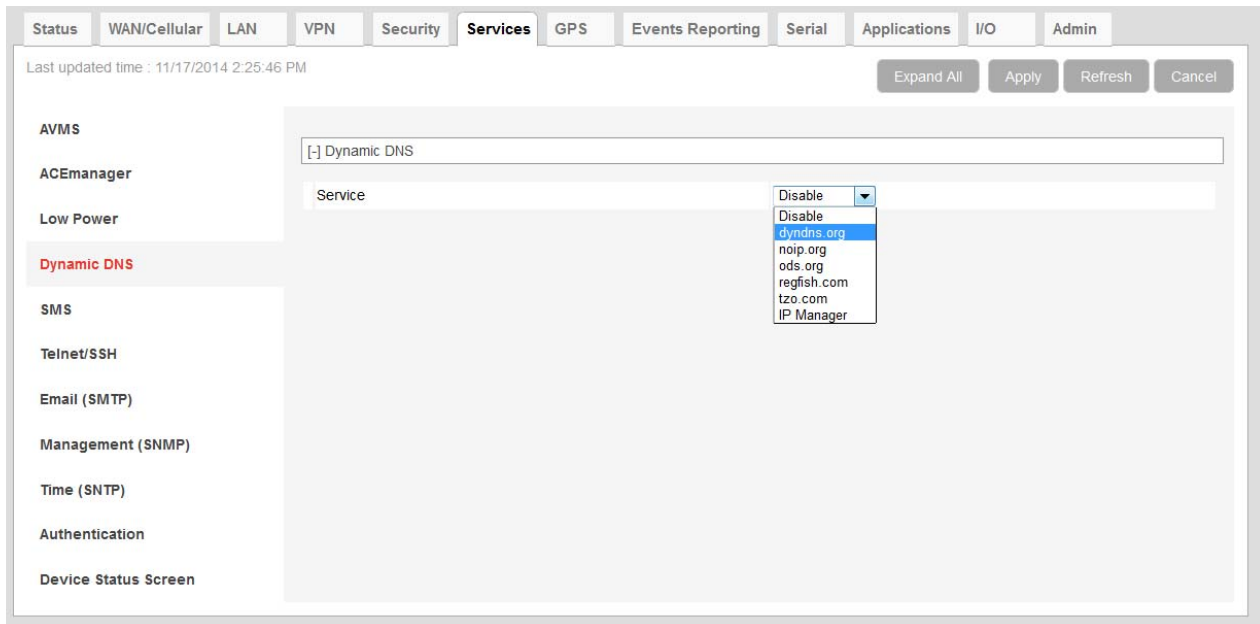 Status WAN/Cellular LAN VPN Security Services GPS Events Reporting Serial Applications I/O Admin
Last updated time : 11/17/2014 2:25:46 PM
Expand All Apply Refresh Cancel
AVMS
ACEmanager
Low Power
Dynamic DNS
SMS
Telnet/SSH
Email (SMTP)
Management (SNMP)
Time (SNTP)
Authentication
Device Status Screen
[-] Dynamic DNS
Service Disable
Disable
dyndns.org
noip.org
ods.org
regfish.com
tzo.com
IP Manager